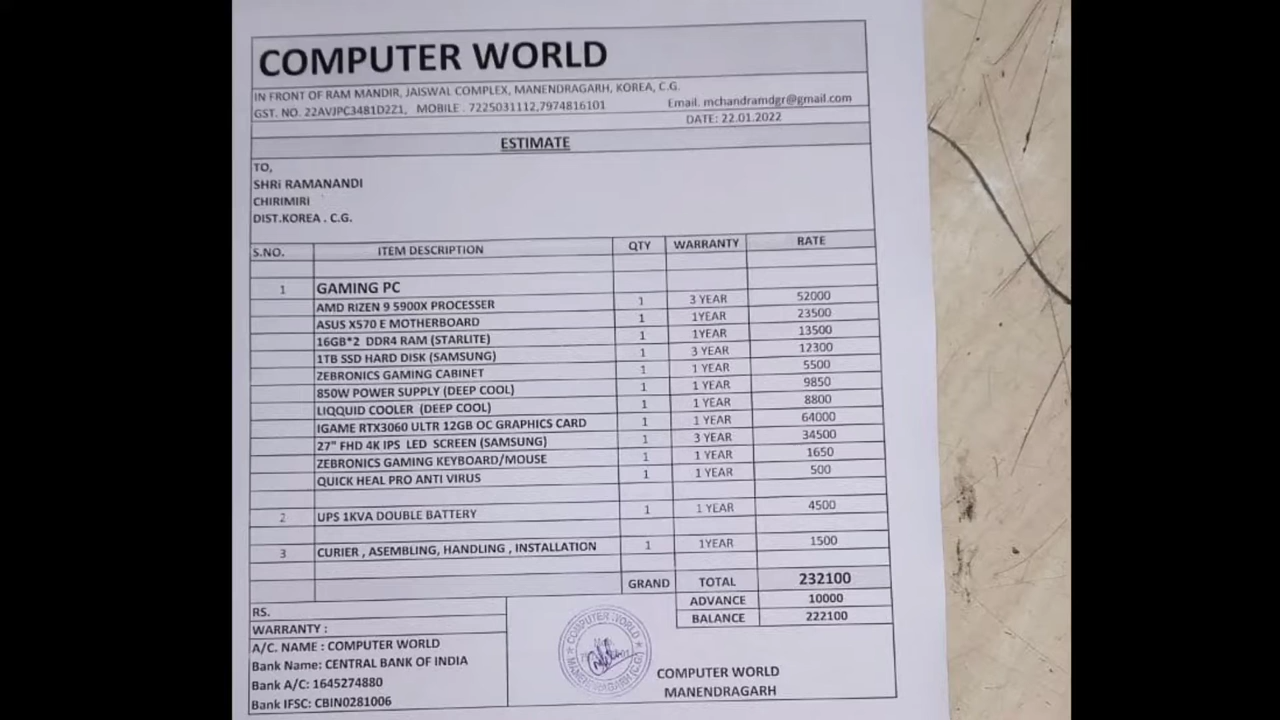 COMPUTER WORLD
IN FRONT OF RAM MANDIR, JAISWAL COMPLEX, MANENDRAGARH, KOREA, C.G.
GST. NO. 22AVJPC3481D2Z1, MOBILE . 7225031112,7974816101 Email. mchandramdgr@gmail.com
DATE: 22.01.2022
ESTIMATE
TO,
SHRi RAMANANDI
CHIRIMIRI
DIST.KOREA . C.G.
S.NO. ITEM DESCRIPTION QTY WARRANTY RATE
1 GAMING PC
AMD RIZEN 9 5900X PROCESSER 1 3 YEAR 52000
ASUS X570 E MOTHERBOARD 1 1YEAR 23500
16GB*2 DDR4 RAM (STARLITE) 1 1YEAR 13500
1TB SSD HARD DISK (SAMSUNG) 1 3 YEAR 12300
ZEBRONICS GAMING CABINET 1 1 YEAR 5500
850W POWER SUPPLY (DEEP COOL) 1 1 YEAR 9850
LIQQUID COOLER (DEEP COOL) 1 1 YEAR 8800
IGAME RTX3060 ULTR 12GB OC GRAPHICS CARD 1 1 YEAR 64000
27" FHD 4K IPS LED SCREEN (SAMSUNG) 1 3 YEAR 34500
ZEBRONICS GAMING KEYBOARD/MOUSE 1 1 YEAR 1650
QUICK HEAL PRO ANTI VIRUS 1 1 YEAR 500
2 UPS 1KVA DOUBLE BATTERY 1 1 YEAR 4500
3 CURIER , ASEMBLING, HANDLING , INSTALLATION 1 1YEAR 1500
GRAND TOTAL 232100
ADVANCE 10000
BALANCE 222100
RS.
WARRANTY :
A/C. NAME : COMPUTER WORLD
Bank Name: CENTRAL BANK OF INDIA
Bank A/C: 1645274880
Bank IFSC: CBIN0281006
COMPUTER WORLD
MANENDRAGARH (C.G.)
COMPUTER WORLD
MANENDRAGARH